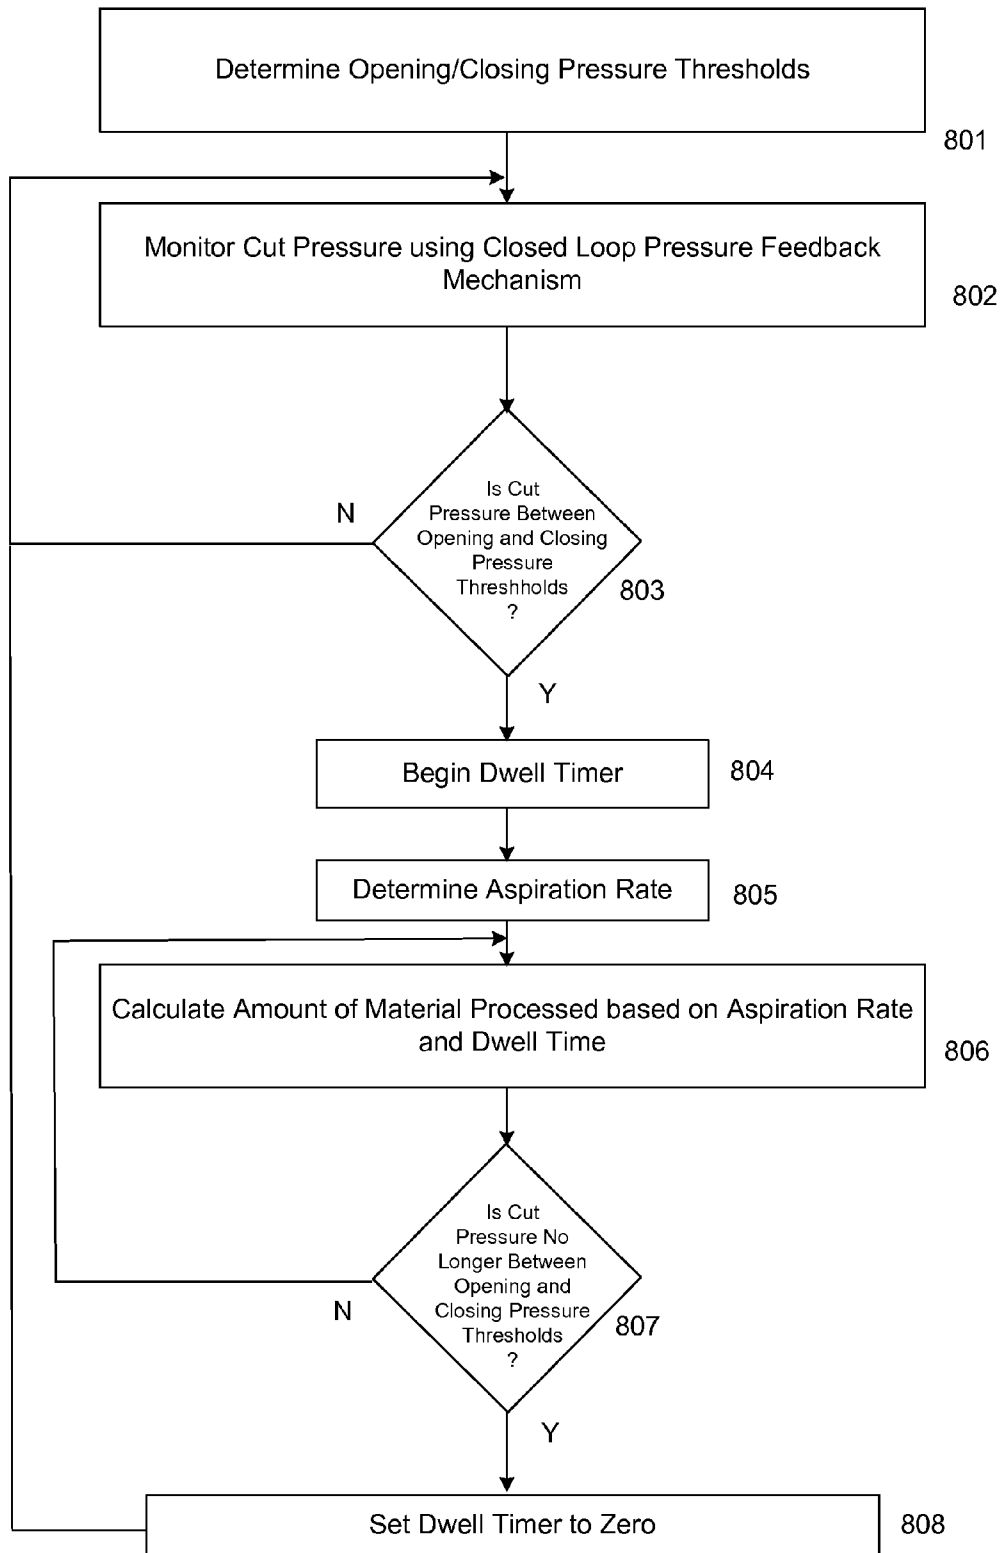 Determine Opening/Closing Pressure Thresholds
801
Monitor Cut Pressure using Closed Loop Pressure Feedback
Mechanism
802
Is Cut
Pressure Between
Opening and Closing
Pressure
Threshholds
?
803
N
Y
Begin Dwell Timer
804
Determine Aspiration Rate
805
Calculate Amount of Material Processed based on Aspiration Rate
and Dwell Time
806
Is Cut
Pressure No
Longer Between
Opening and
Closing Pressure
Thresholds
?
807
N
Y
Set Dwell Timer to Zero
808